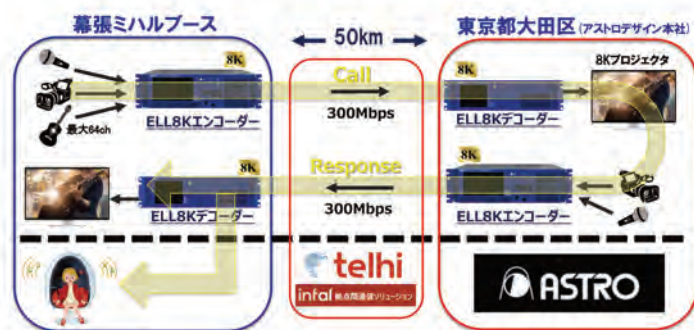 幕張ミハルブース
50km
東京都大田区(アストロデザイン本社)
8K
Call
8K
8Kプロジェクタ
最大64ch
ELL8Kエンコーダー
300Mbps
ELL8Kデコーダー
8K
Response
8K
ELL8Kデコーダー
300Mbps
ELL8Kエンコーダー
telhi
infal 拠点間通信ソリューション
ASTRO